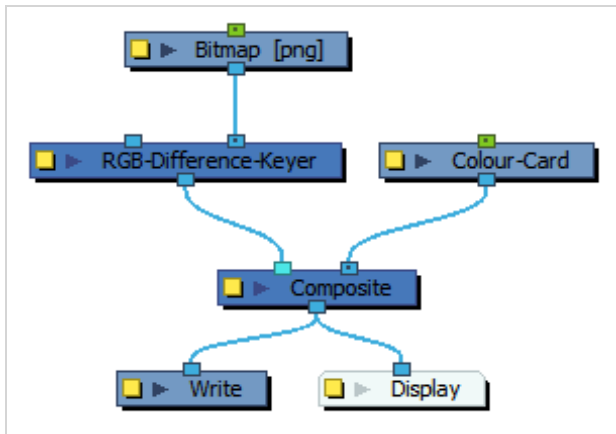 Bitmap [png]
RGB-Difference-Keyer
Colour-Card
Composite
Write
Display